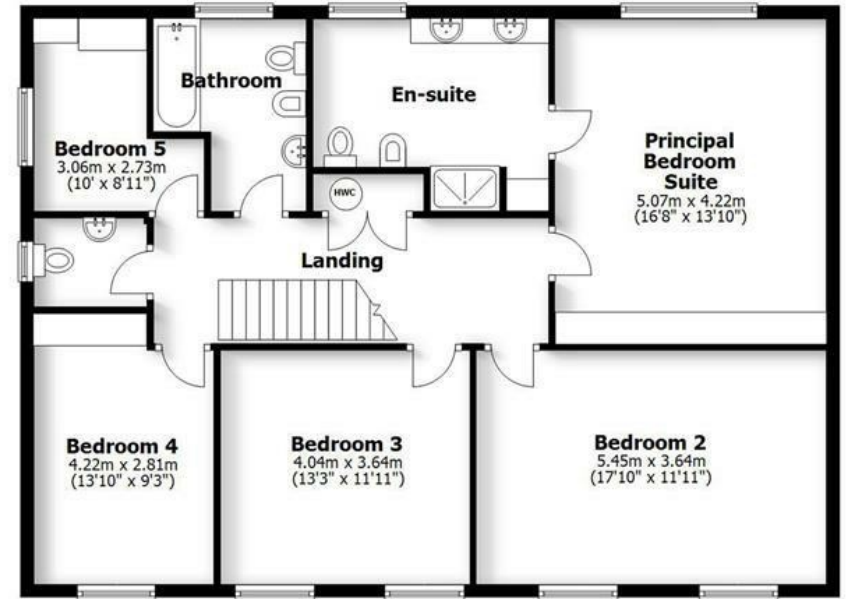 Bathroom
En-suite
Bedroom 5
3.06m x 2.73m
(10' x 8'11")
Principal
Bedroom
Suite
5.07m x 4.22m
(16'8" x 13'10")
HWC
Landing
Bedroom 4
4.22m x 2.81m
(13'10" x 9'3")
Bedroom 3
4.04m x 3.64m
(13'3" x 11'11")
Bedroom 2
5.45m x 3.64m
(17'10" x 11'11")